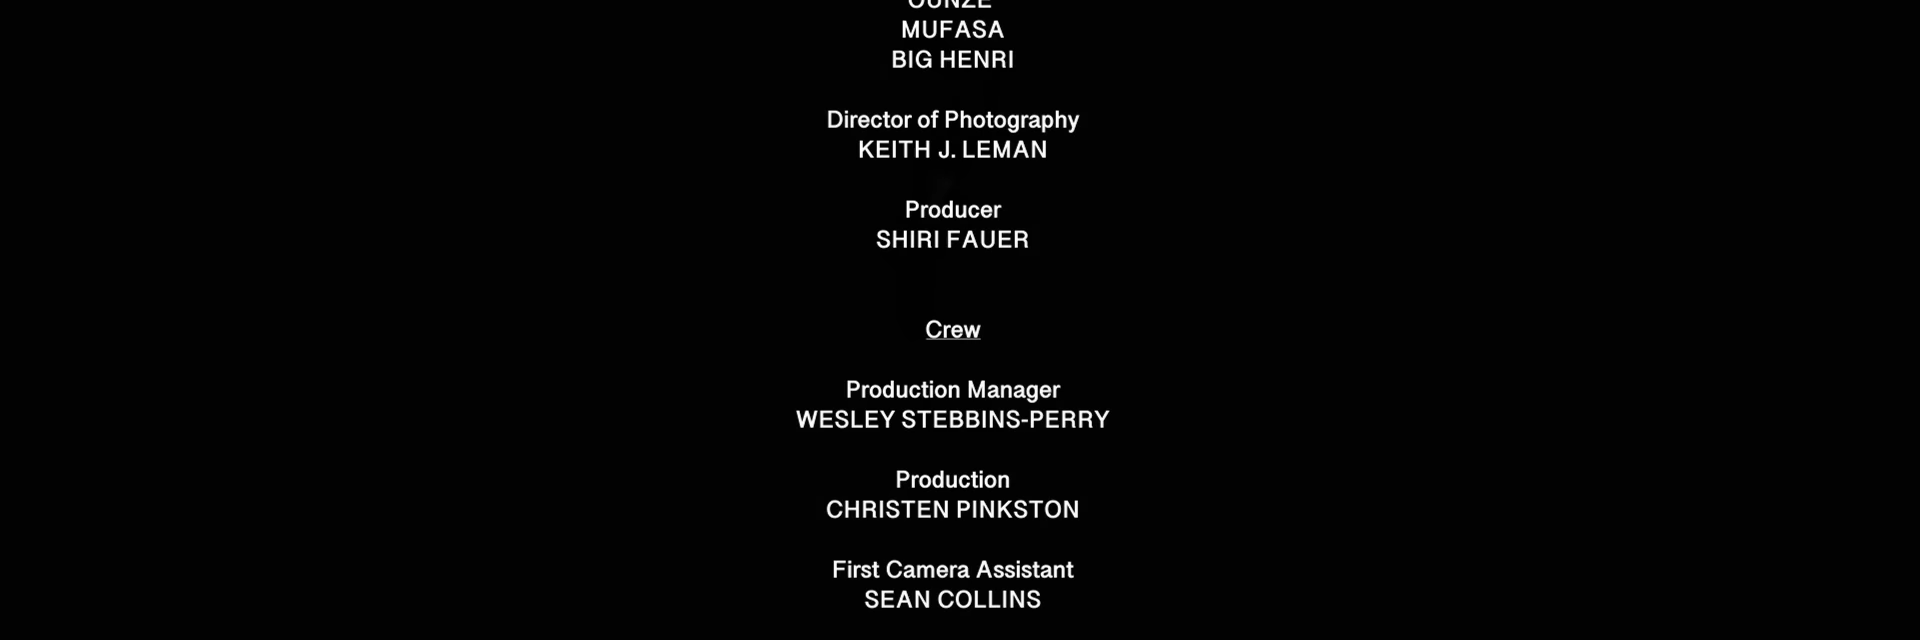 MUFASA
BIG HENRI
Director of Photography
KEITH J. LEMAN
Producer
SHIRI FAUER
Crew
Production Manager
WESLEY STEBBINS-PERRY
Production
CHRISTEN PINKSTON
First Camera Assistant
SEAN COLLINS